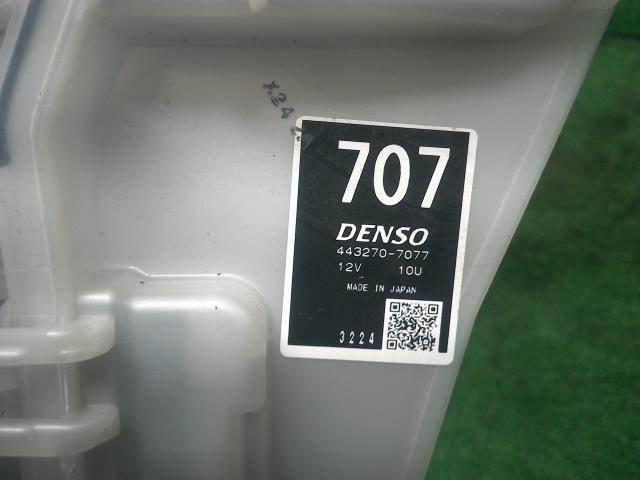 707
DENSO
443270-7077
12V 10U
MADE IN JAPAN
3224